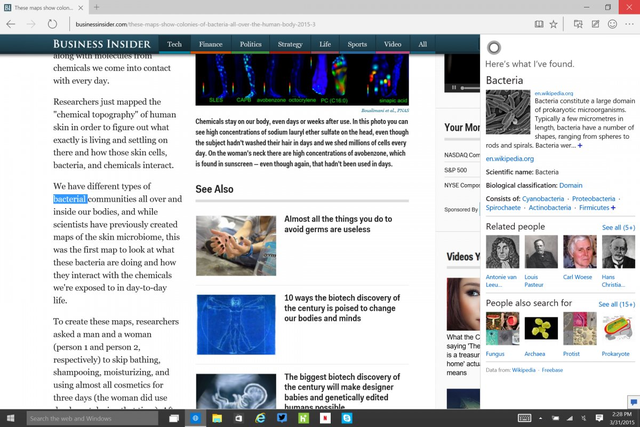 These maps show colon...
businessinsider.com/these-maps-show-colonies-of-bacteria-all-over-the-human-body-2015-3
BUSINESS INSIDER
Tech
Finance
Politics
Strategy
Life
Sports
Video
All
along with molecules from
chemicals we come into contact
with every day.
Researchers just mapped the
"chemical topography" of human
skin in order to figure out what
exactly is living and settling on
there and how those skin cells,
bacteria, and chemicals interact.
We have different types of
bacterial communities all over and
inside our bodies, and while
scientists have previously created
maps of the skin microbiome, this
was the first map to look at what
these bacteria are doing and how
they interact with the chemicals
we're exposed to in day-to-day
life.
To create these maps, researchers
asked a man and a woman
(person 1 and person 2,
respectively) to skip bathing,
shampooing, moisturizing, and
using almost all cosmetics for
three days (the woman did use
SLES
CAPB
avobenzone
octocrylene
PC (C16:0)
sinapic acid
Bouslimani et al., PNAS
Chemicals stay on our body, even days or weeks after use. In this photo you can
see high concentrations of sodium lauryl ether sulfate on the head, even though
the subject hadn't washed their hair in days and we shed millions of cells every
day. On the woman's neck there are high concentrations of avobenzone, which
is found in sunscreen — even though again, that hadn't been used in days.
See Also
Almost all the things you do to
avoid germs are useless
10 ways the biotech discovery of
the century is poised to change
our bodies and minds
The biggest biotech discovery of
the century will make designer
babies and genetically edited
humans possible
Your Mon
NASDAQ Com
S&P 500
NYSE Compo
Sponsored By
Videos Y
What the C
saying 'The
is a treasur
home' actua
means
Here's what I've found.
Bacteria
en.wikipedia.org
Bacteria constitute a large domain
of prokaryotic microorganisms.
Typically a few micrometres in
length, bacteria have a number of
shapes, ranging from spheres to
rods and spirals. Bacteria wer... +
en.wikipedia.org
Scientific name: Bacteria
Biological classification: Domain
Consists of: Cyanobacteria · Proteobacteria ·
Spirochaete · Actinobacteria · Firmicutes +
Related people
See all (5+)
Antonie van
Leeu...
Louis
Pasteur
Carl Woese
Hans
Christia...
People also search for
See all (15+)
Fungus
Archaea
Protist
Prokaryote
Data from: Wikipedia · Freebase
Search the web and Windows
2:28 PM
3/31/2015